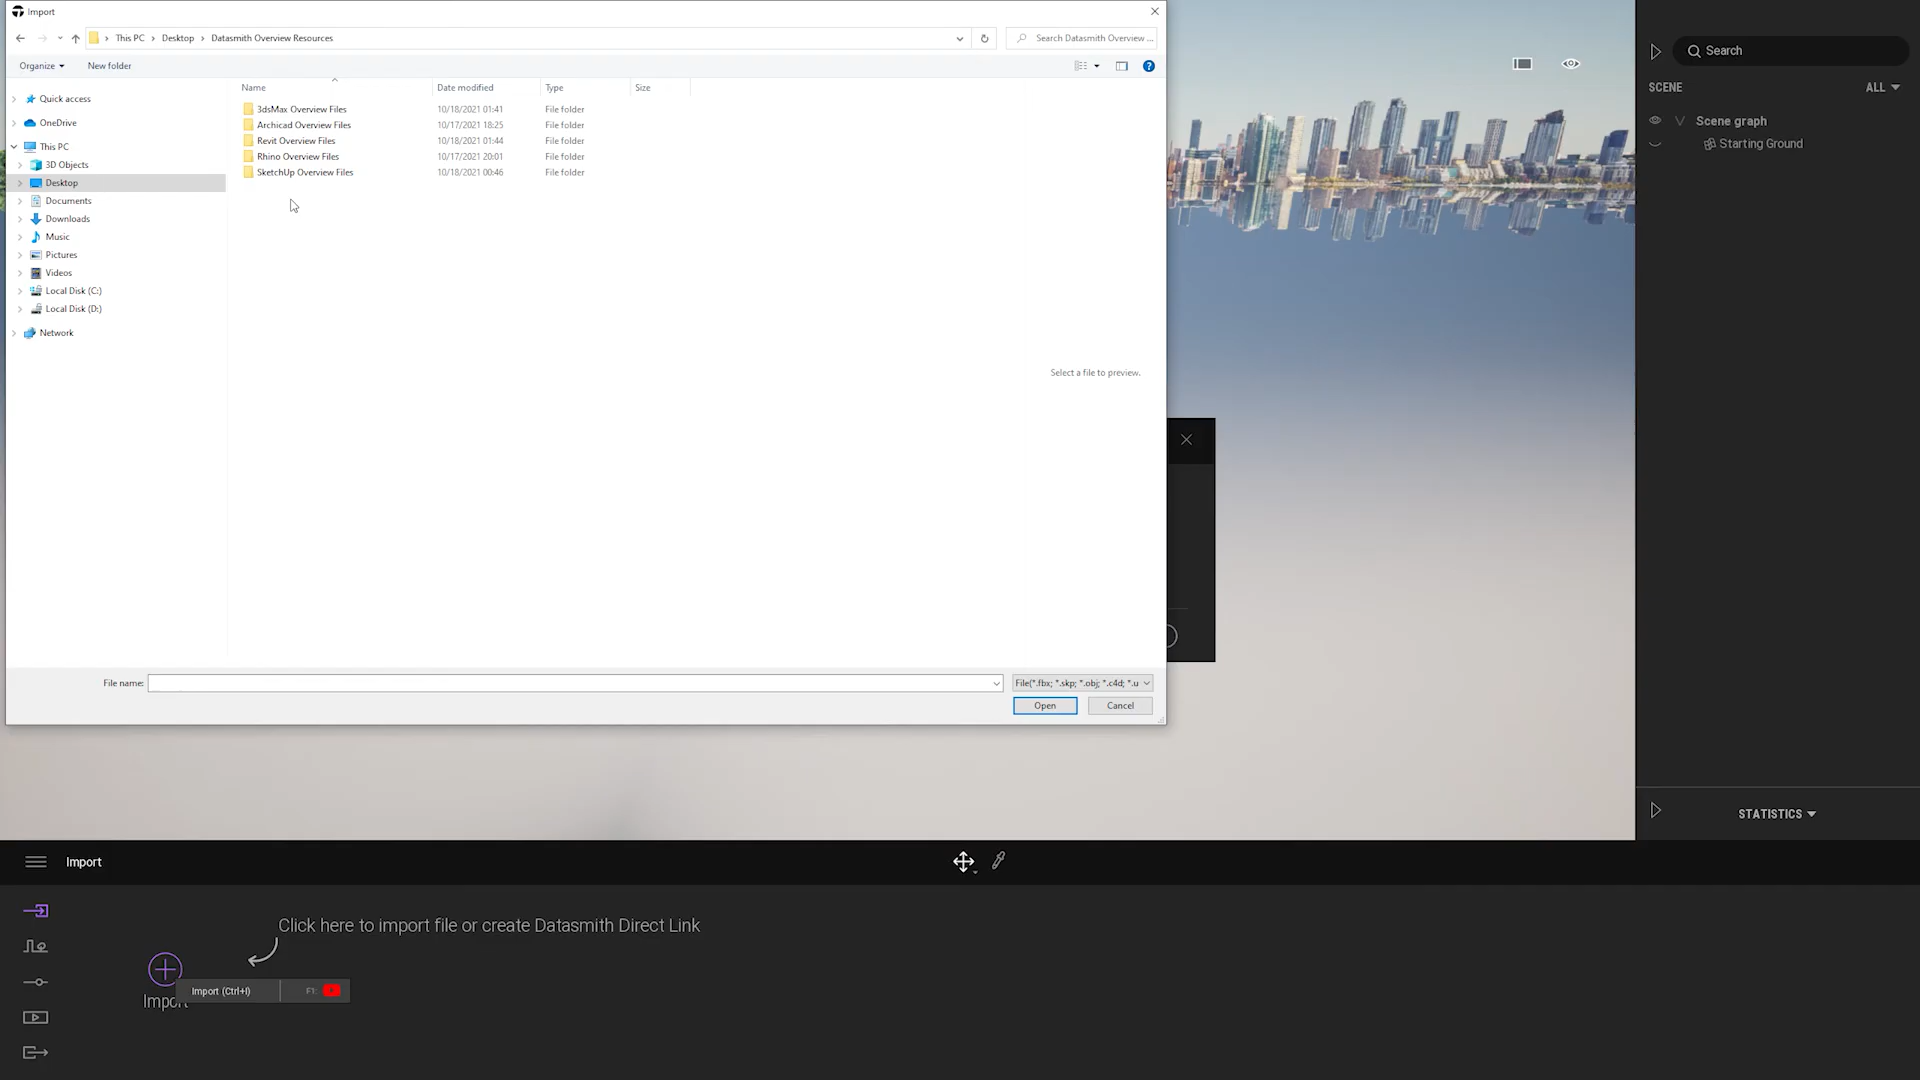 Import
This PC
Desktop
Datasmith Overview Resources
Search Datasmith Overview ...
Organize
New folder
Name
Date modified
Type
Size
Quick access
OneDrive
This PC
3D Objects
Desktop
Documents
Downloads
Music
Pictures
Videos
Local Disk (C:)
Local Disk (D:)
Network
3dsMax Overview Files 10/18/2021 01:41 File folder
Archicad Overview Files 10/17/2021 18:25 File folder
Revit Overview Files 10/18/2021 01:44 File folder
Rhino Overview Files 10/17/2021 20:01 File folder
SketchUp Overview Files 10/18/2021 00:46 File folder
Select a file to preview.
File name:
File(*.fbx; *.skp; *.obj; *.c4d; *.u
Open
Cancel
Search
SCENE
ALL
Scene graph
Starting Ground
STATISTICS
Import
Click here to import file or create Datasmith Direct Link
Import (Ctrl+I)
F1:
Import